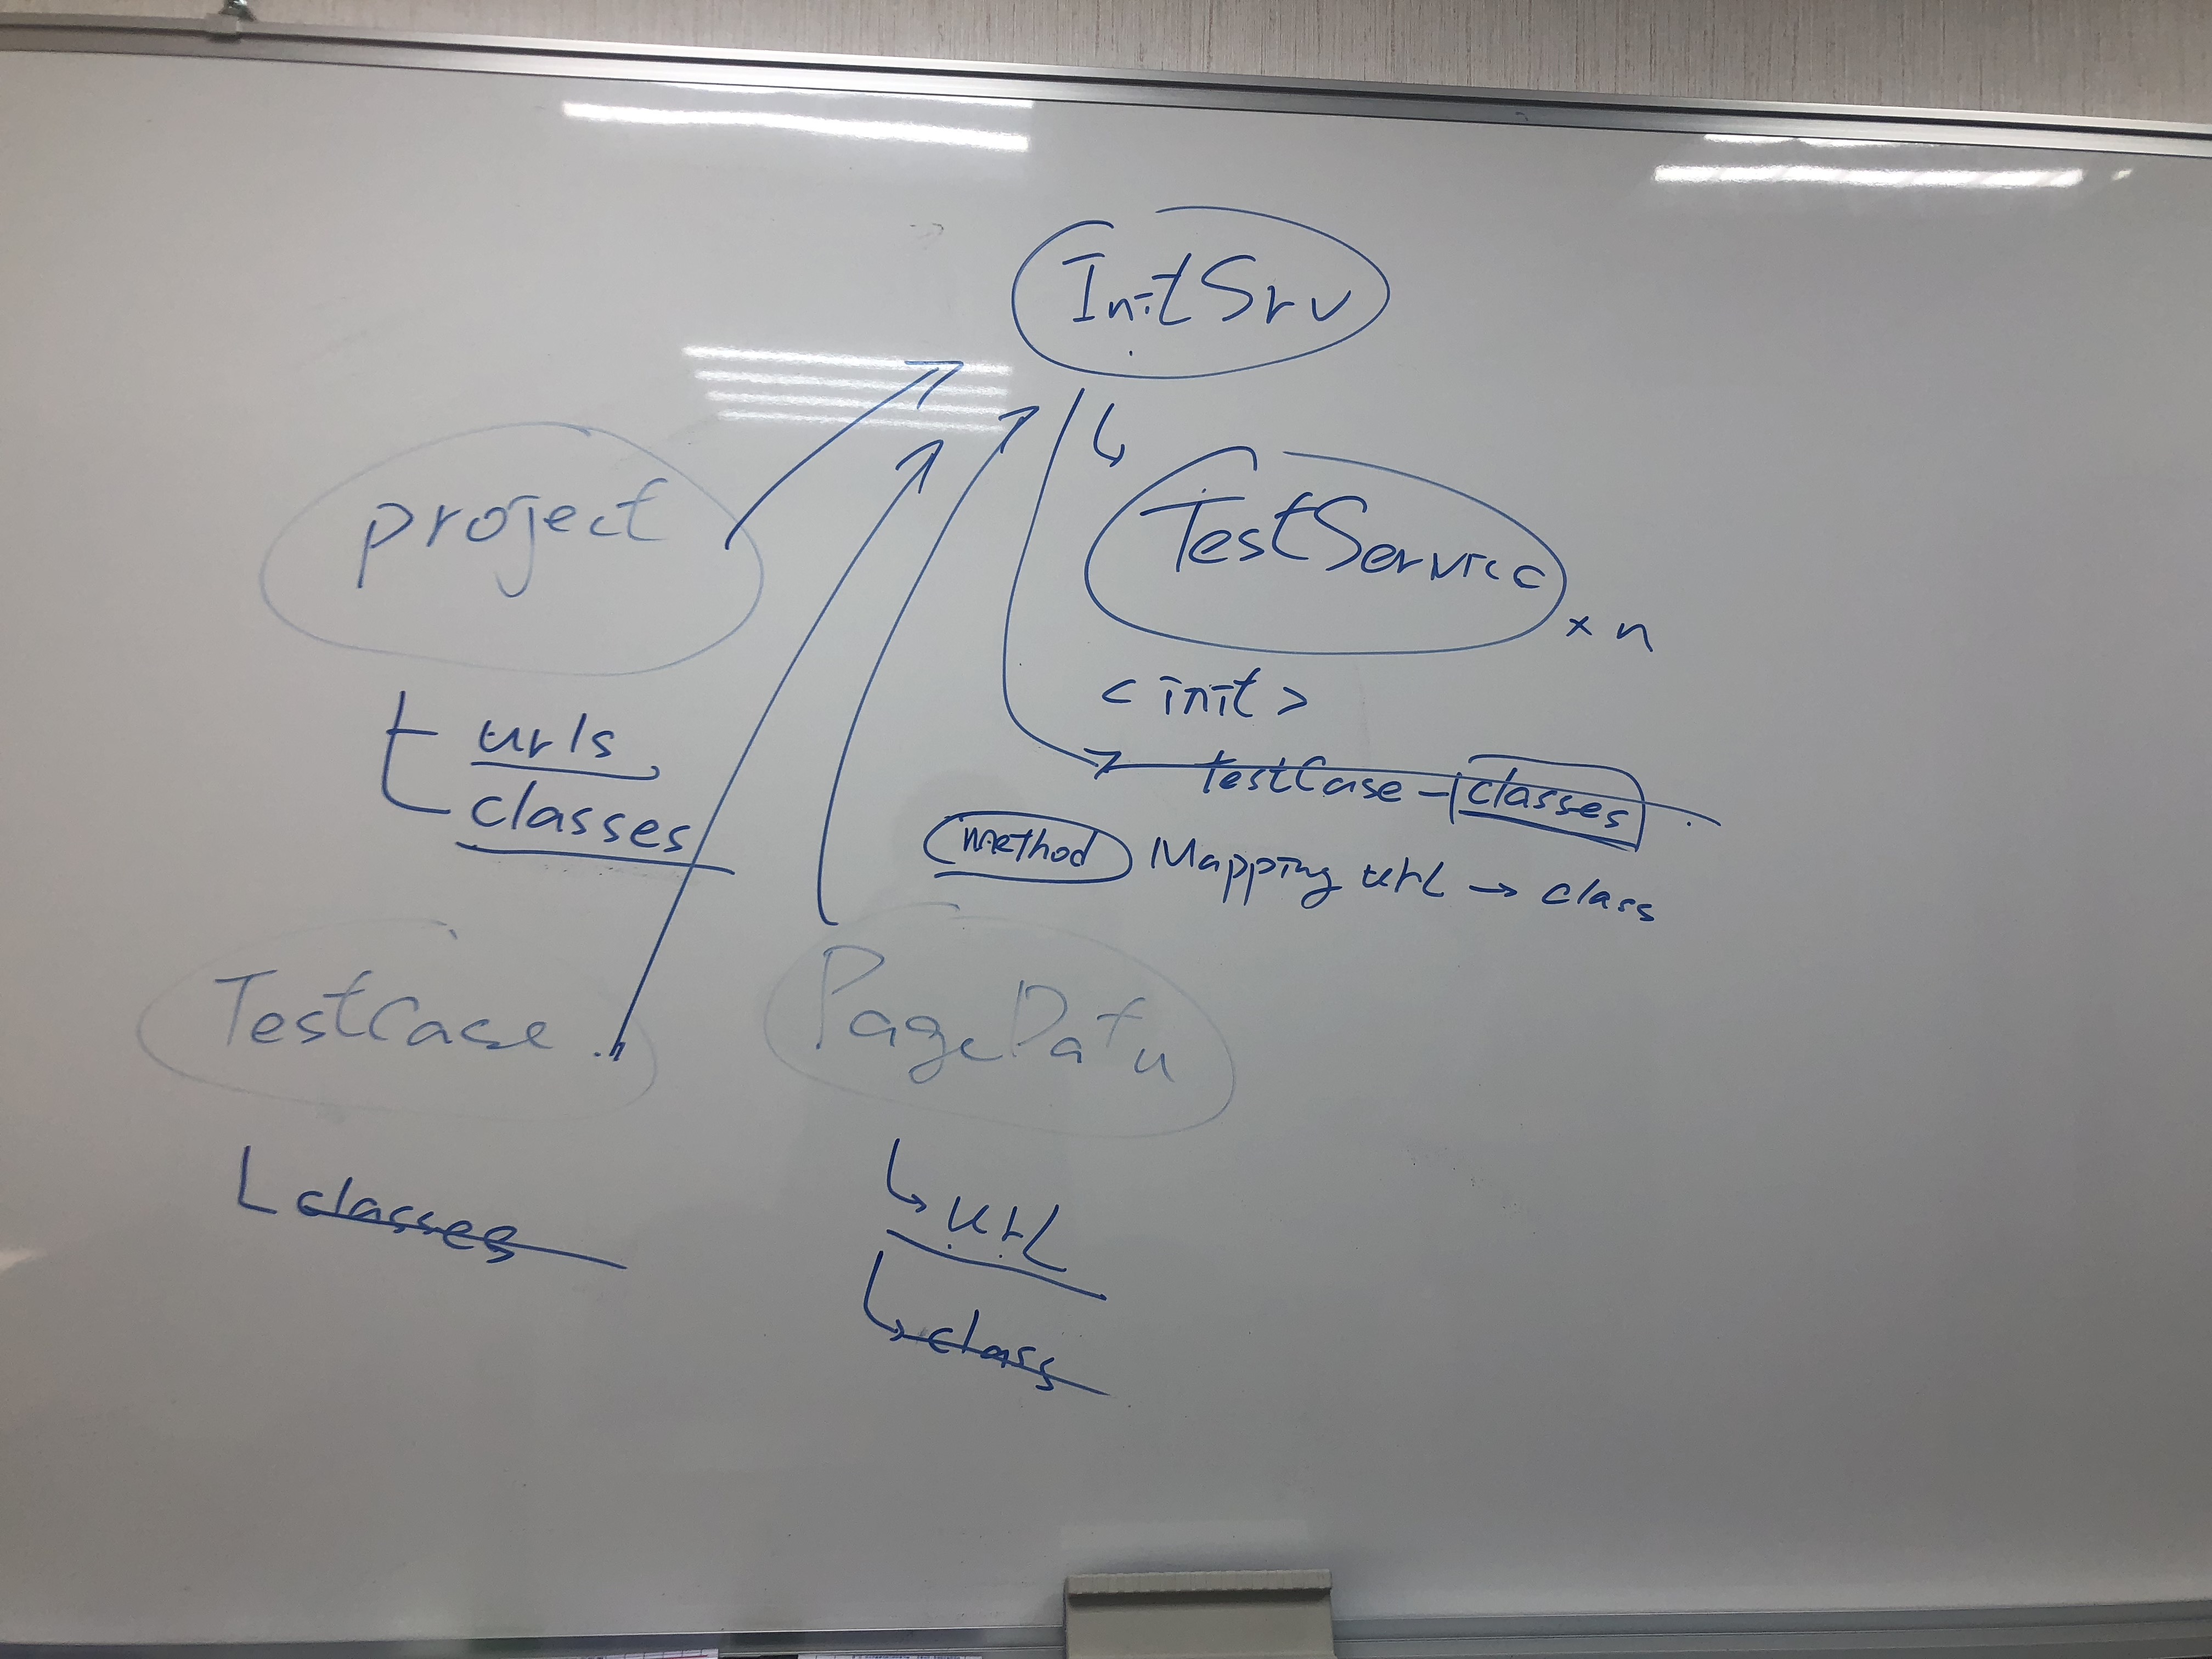 InitSrv
project
urls
classes
TestService
x n
<init>
TestCase - classes
method Mapping url → class
TestCase
classes
PageData
url
class